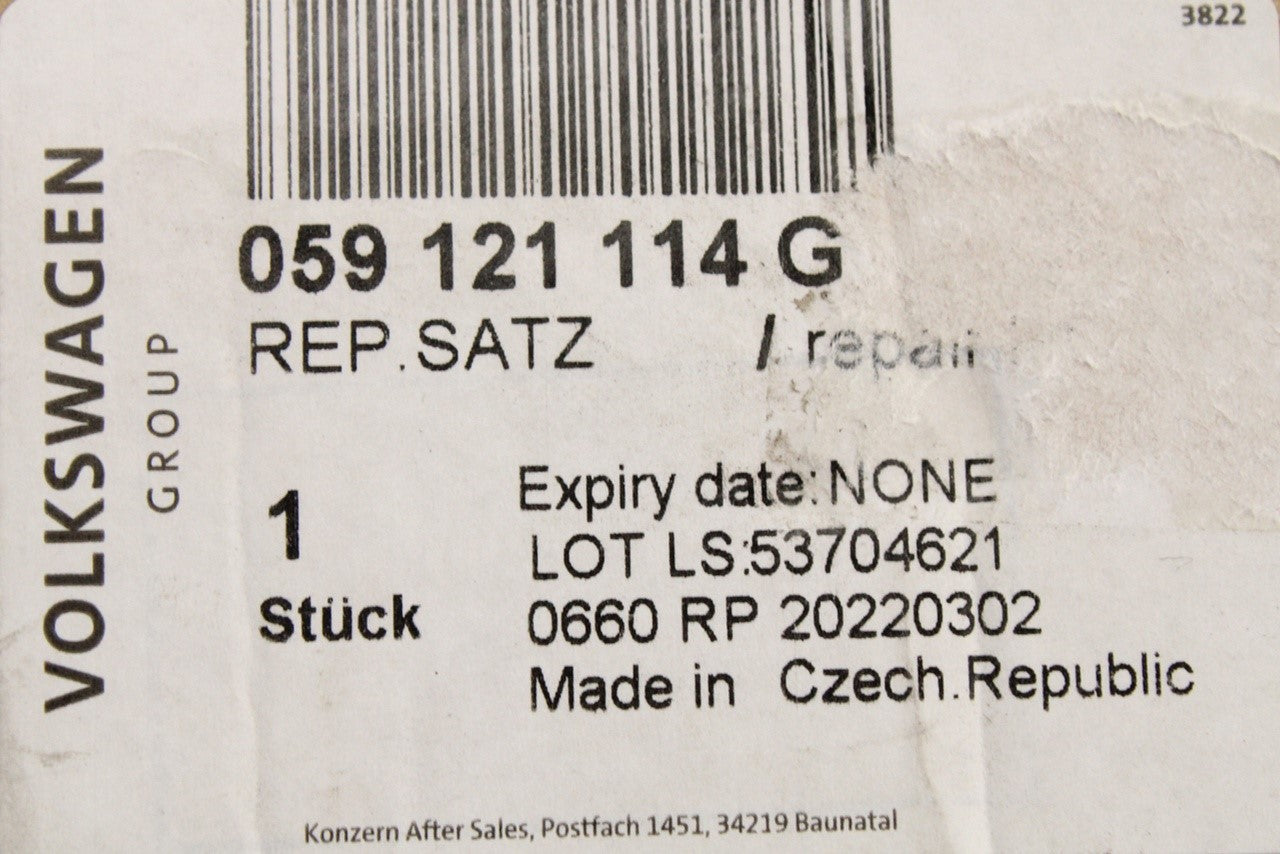 3822
VOLKSWAGEN
GROUP
059 121 114 G
REP.SATZ / repair
1
Stück
Expiry date:NONE
LOT LS:53704621
0660 RP 20220302
Made in Czech.Republic
Konzern After Sales, Postfach 1451, 34219 Baunatal